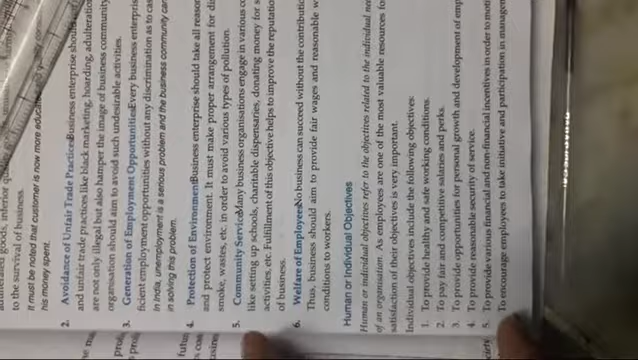 adulterated goods, inferior
to the survival of business.
It must be noted that customer is now more
his money spent.
2. Avoidance of Unfair Trade Practices Business enterprise should
and unfair trade practices like black marketing, hoarding, adulteration
are not only illegal but also hamper the image of business community
organisation should aim to avoid such undesirable activities.
3. Generation of Employment Opportunities Every business enterprise
ficient employment opportunities without any discrimination as to cas
In India, unemployment is a serious problem and the business community can
in solving this problem.
4. Protection of Environment Business enterprise should take all reason
and protect environment. It must make proper arrangement for dis
smoke, wastes, etc. in order to avoid various types of pollution.
5. Community Service Many business organisations engage in various co
like setting up schools, charitable dispensaries, donating money for s
activities, etc. Fulfillment of this objective helps to improve the reputation
of business.
6. Welfare of Employees No business can succeed without the contributio
Thus, business should aim to provide fair wages and reasonable w
conditions to workers.
Human or Individual Objectives
Human or individual objectives refer to the objectives related to the individual nee
of an organisation. As employees are one of the most valuable resources fo
satisfaction of their objectives is very important.
Individual objectives include the following objectives:
1. To provide healthy and safe working conditions.
2. To pay fair and competitive salaries and perks.
3. To provide opportunities for personal growth and development of emp
4. To provide reasonable security of service.
5. To provide various financial and non-financial incentives in order to moti
To encourage employees to take initiative and participation in managem